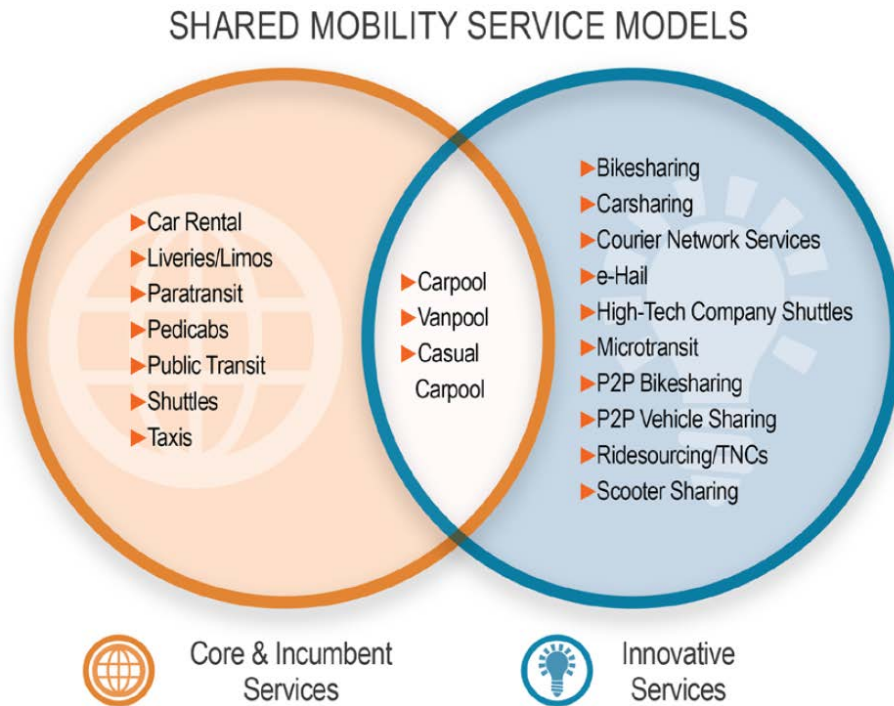 SHARED MOBILITY SERVICE MODELS
▶Car Rental
▶Liveries/Limos
▶Paratransit
▶Pedicabs
▶Public Transit
▶Shuttles
▶Taxis
▶Carpool
▶Vanpool
▶Casual
Carpool
▶Bikesharing
▶Carsharing
▶Courier Network Services
▶e-Hail
▶High-Tech Company Shuttles
▶Microtransit
▶P2P Bikesharing
▶P2P Vehicle Sharing
▶Ridesourcing/TNCs
▶Scooter Sharing
Core & Incumbent
Services
Innovative
Services